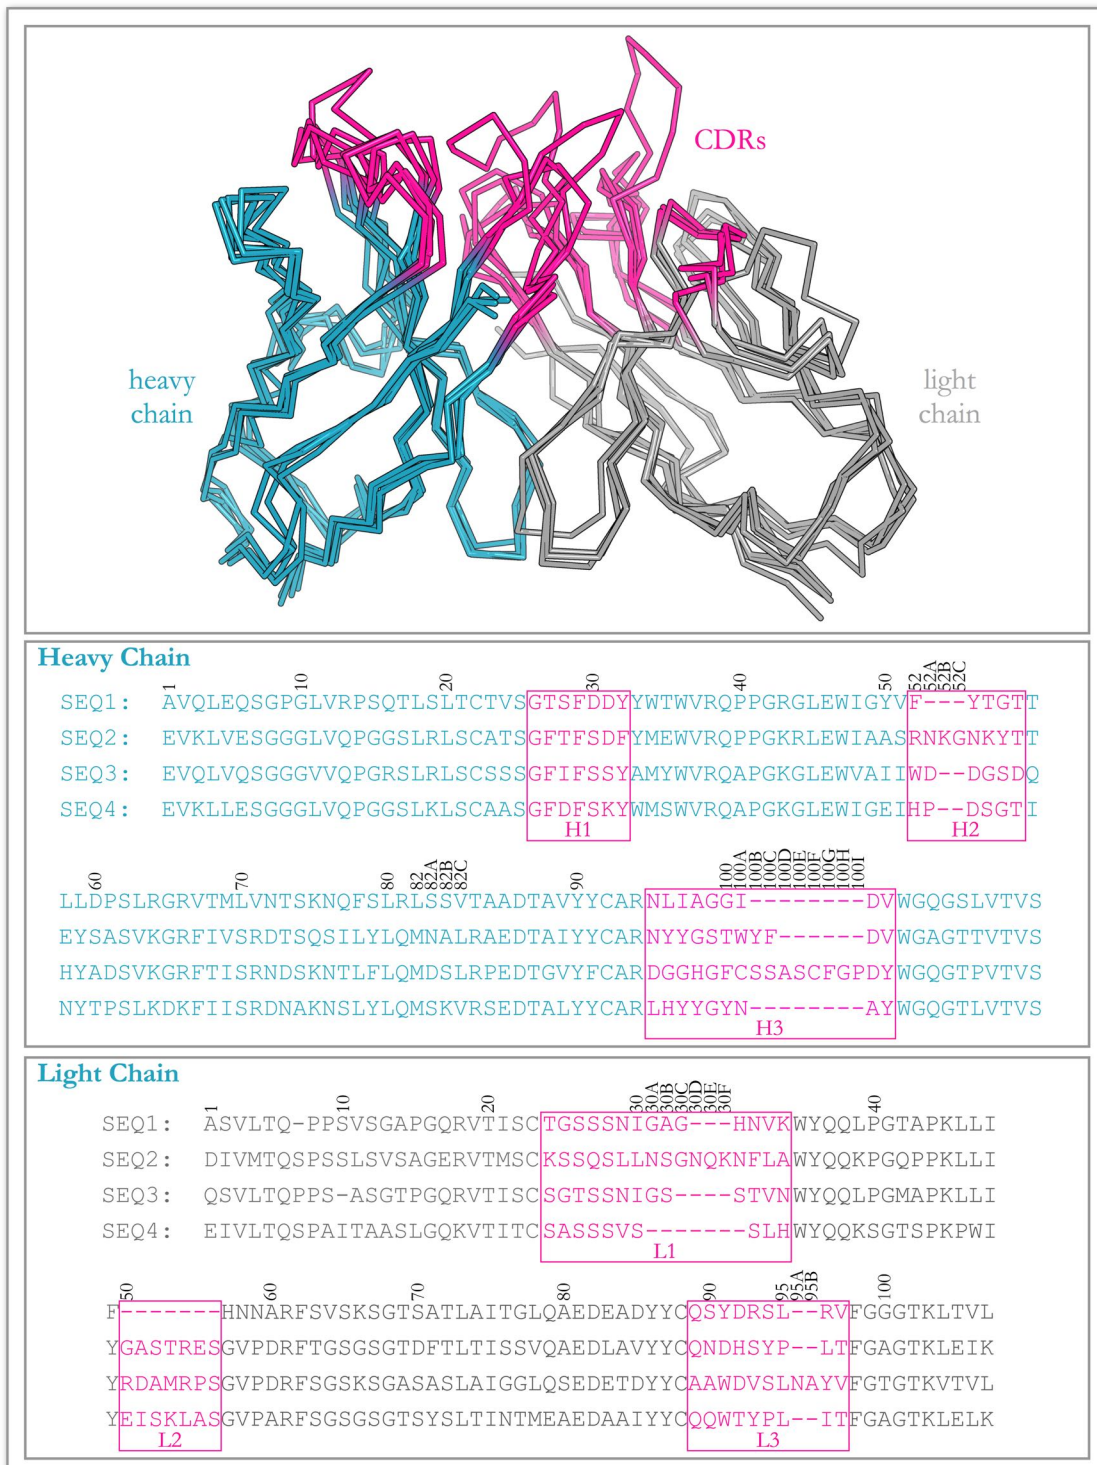 CDRs
heavy
chain
light
chain
Heavy Chain
1 10 20 30 40 50 52 52A 52B 52C
SEQ1: AVQLEQSGPGLVRPSQTLSLTCTVSGTSFDDYYWTWVRQPPGRGLEWIGYVF---YTGTT
SEQ2: EVKLVESGGGLVQPGGSLRLSCATSGFTFSDFYMEWVRQPPGKRLEWIAASRNKGNKYTT
SEQ3: EVQLVQSGGGVVQPGRSLRLSCSSSGFIFSSYAMYWVRQAPGKGLEWVAIIWD--DGSDQ
SEQ4: EVKLLESGGGLVQPGGSLKLSCAASGFDFSKYWMSWVRQAPGKGLEWIGEIHP--DSGTI
H1 H2
60 70 80 82 82A 82B 82C 90 100 100A 100B 100C 100D 100E 100F 100G 100H 100I
LLDPSLRGRVTMLVNTSKNQFSLRLSSVTAADTAVYYCARNLIAGGI--------DVWGQGSLVTVS
EYSASVKGRFIVSRDTSQSILYLQMNALRAEDTAIYYCARNYYGSTWYF------DVWGAGTTVTVS
HYADSVKGRFTISRNDSKNTLFLQMDSLRPEDTGVYFCARDGGHGFCSSASCFGPDYWGQGTPVTVS
NYTPSLKDKFIISRDNAKNSLYLQMSKVRSEDTALYYCARLHYYGYN--------AYWGQGTLVTVS
H3
Light Chain
1 10 20 30 30A 30B 30C 30D 30E 30F 40
SEQ1: ASVLTQ-PPSVSGAPGQRVTISCTGSSSNIGAG---HNVKWYQQLPGTAPKLLI
SEQ2: DIVMTQSPSSLSVSAGERVTMSCKSSQSLLNSGNQKNFLAWYQQKPGQPPKLLI
SEQ3: QSVLTQPPS-ASGTPGQRVTISCSGTSSNIGS----STVNWYQQLPGMAPKLLI
SEQ4: EIVLTQSPAITAASLGQKVTITCSASSSVS-------SLHWYQQKSGTSPKPWI
L1
50 60 70 80 90 95 95A 95B 100
F-------HNNARFSVSKSGTSATLAITGLQAEDEADYYCQSYDRSL--RVFGGGTKLTVL
YGASTRESGVPDRFTGSGSGTDFTLTISSVQAEDLAVYYCQNDHSYP--LTFGAGTKLEIK
YRDAMRPSGVPDRFSGSKSGASASLAIGGLQSEDETDYYCAAWDVSLNAYVFGTGTKVTVL
YEISKLASGVPARFSGSGSGTSYSLTINTMEAEDAAIYYCQQWTYPL--ITFGAGTKLELK
L2 L3